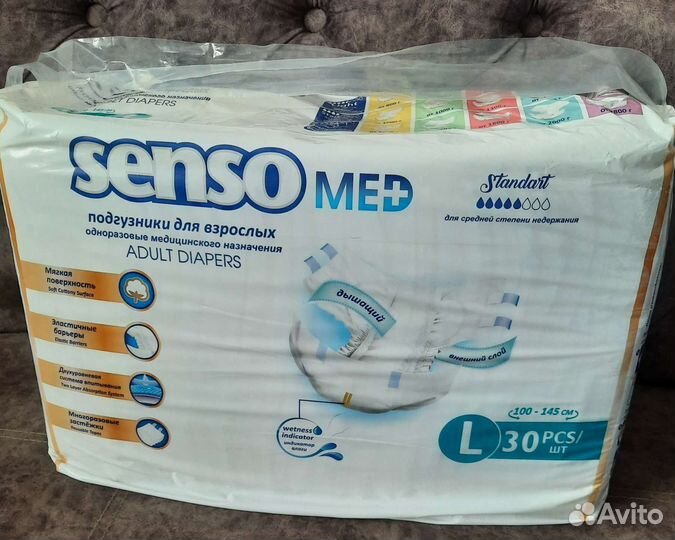 DIAPERS
senso MED
Standart
для средней степени недержания
подгузники для взрослых
одноразовые медицинского назначения
ADULT DIAPERS
Мягкая
поверхность
Soft Cottony Surface
Эластичные
барьеры
Elastic Barriers
Двухуровневая
система впитывания
Two Layer Absorption System
Многоразовые
застёжки
Reusable Tapes
дышащий
внешний слой
wetness
indicator
индикатор
влаги
100 - 145 см
L 30 PCS/
ШТ
Avito